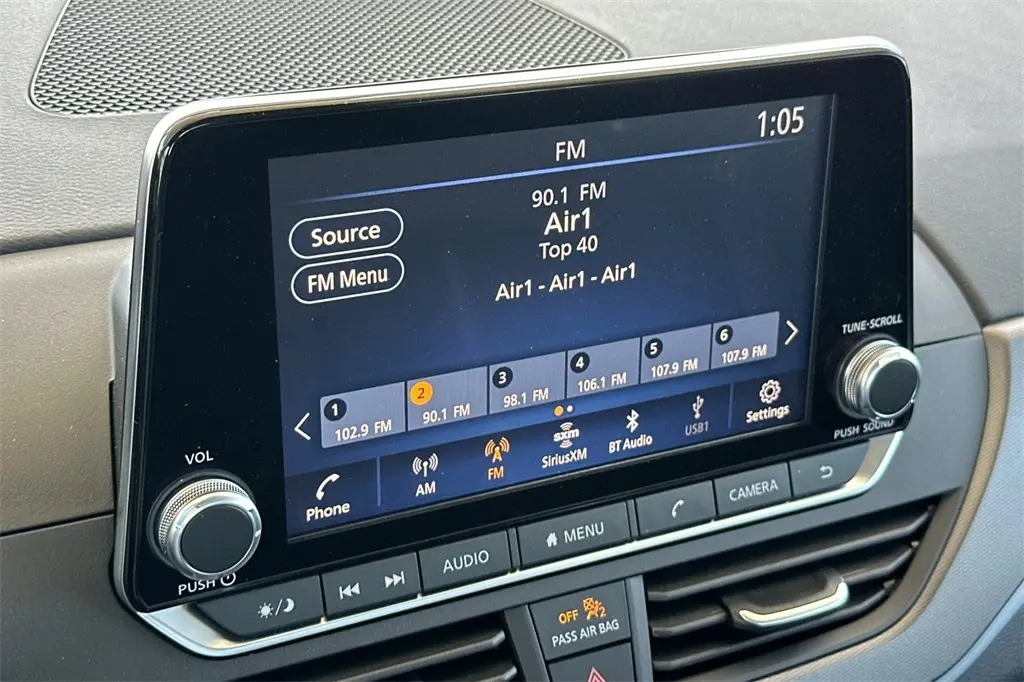 1:05
FM
90.1 FM
Air1
Top 40
Air1 - Air1 - Air1
Source
FM Menu
1 102.9 FM
2 90.1 FM
3 98.1 FM
4 106.1 FM
5 107.9 FM
6 107.9 FM
Phone
AM
FM
sxm
SiriusXM
BT Audio
USB1
Settings
VOL
PUSH
TUNE·SCROLL
PUSH SOUND
AUDIO
MENU
CAMERA
OFF 2
PASS AIR BAG